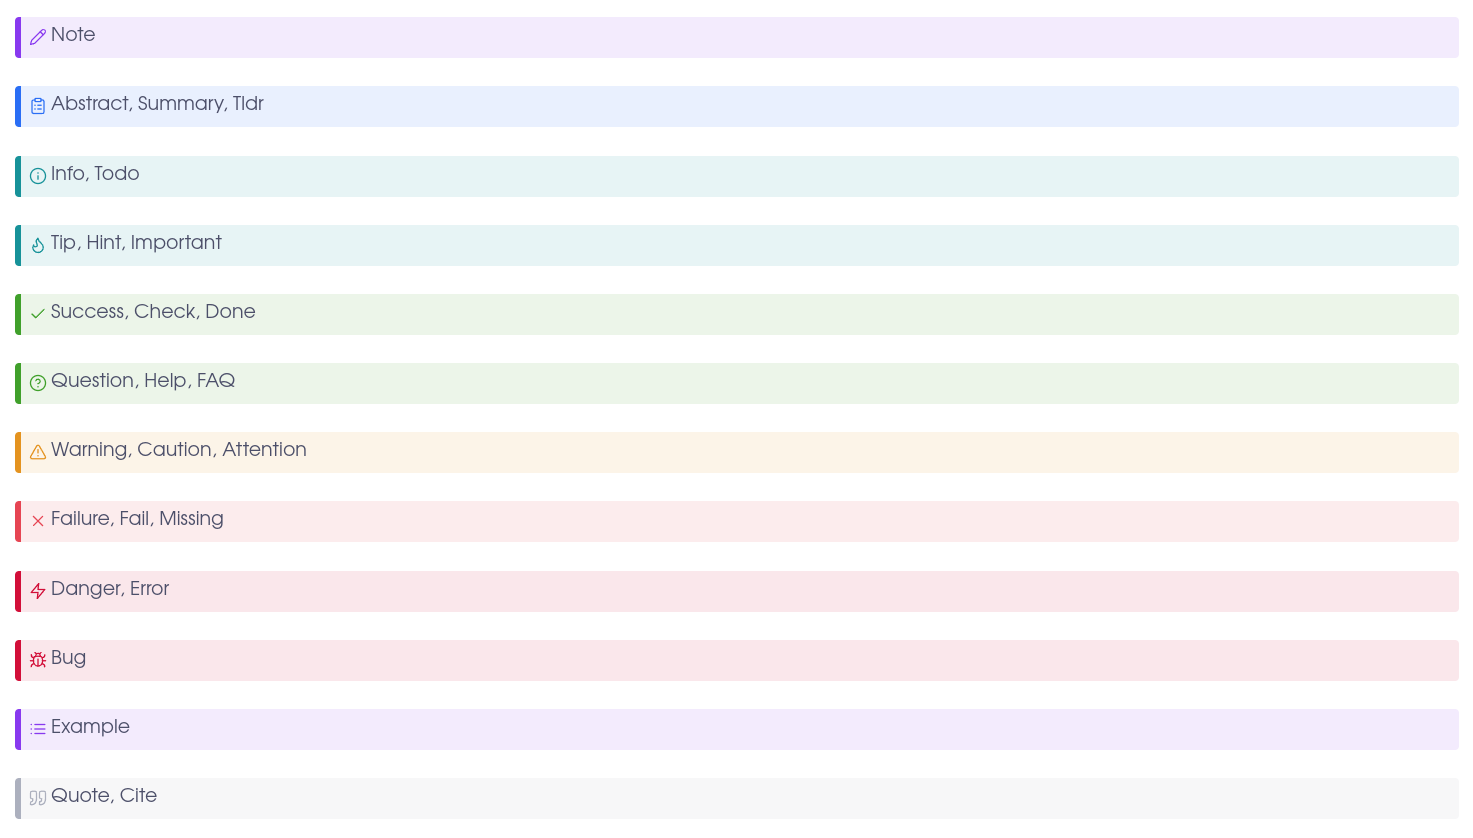 Note
Abstract, Summary, Tldr
Info, Todo
Tip, Hint, Important
Success, Check, Done
Question, Help, FAQ
Warning, Caution, Attention
Failure, Fail, Missing
Danger, Error
Bug
Example
Quote, Cite